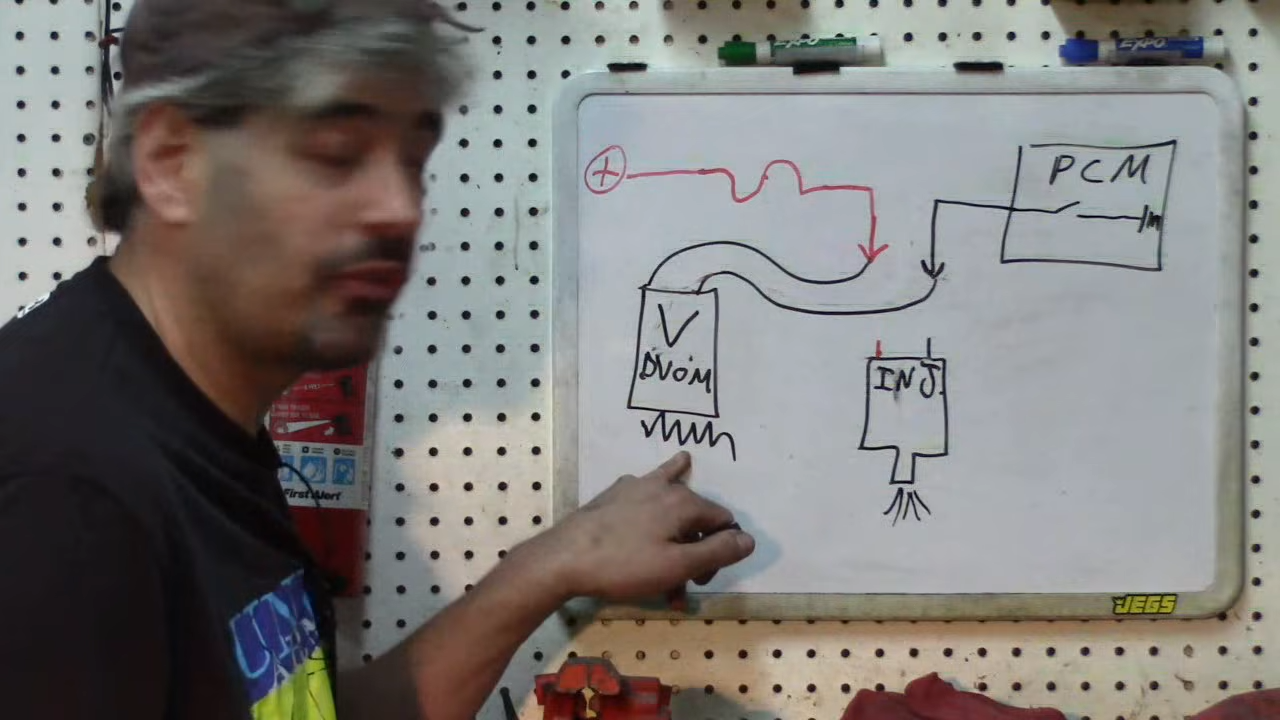 EXPO
EXPO
+
PCM
V
DVOM
INJ.
First Alert
JEGS